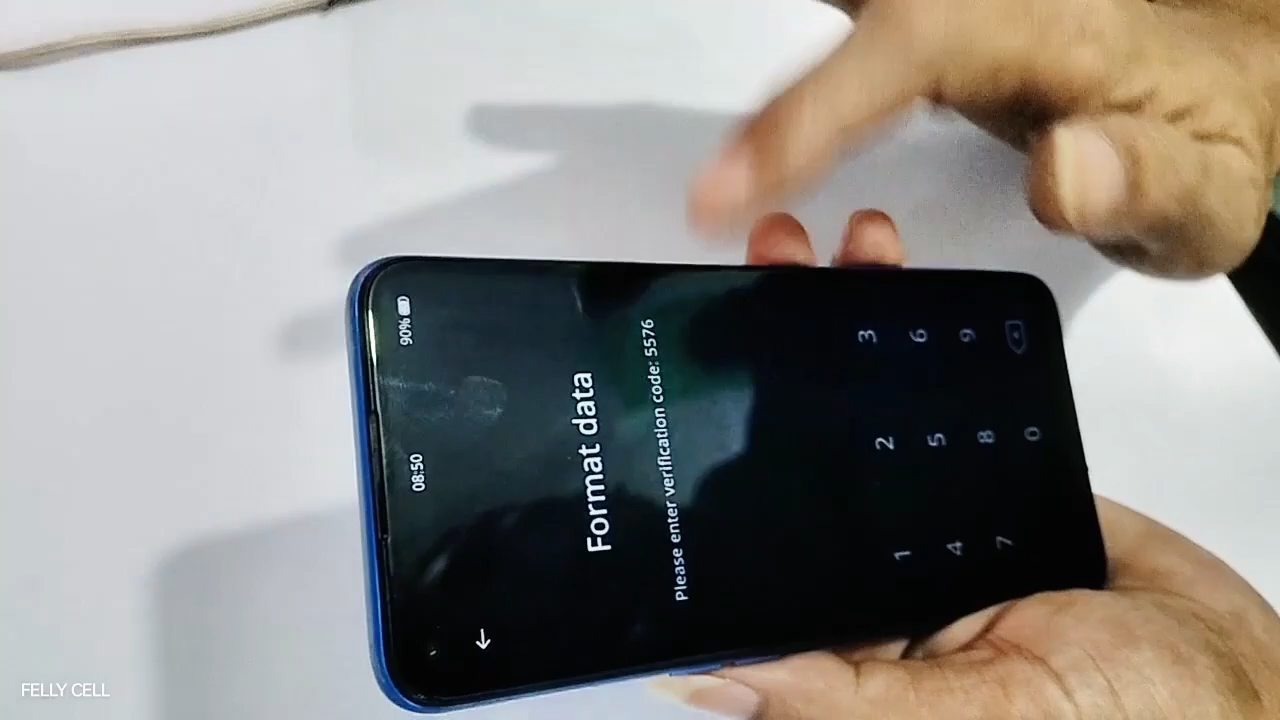 08:50
90%
Format data
Please enter verification code: 5576
1 2 3
4 5 6
7 8 9
0
FELLY CELL